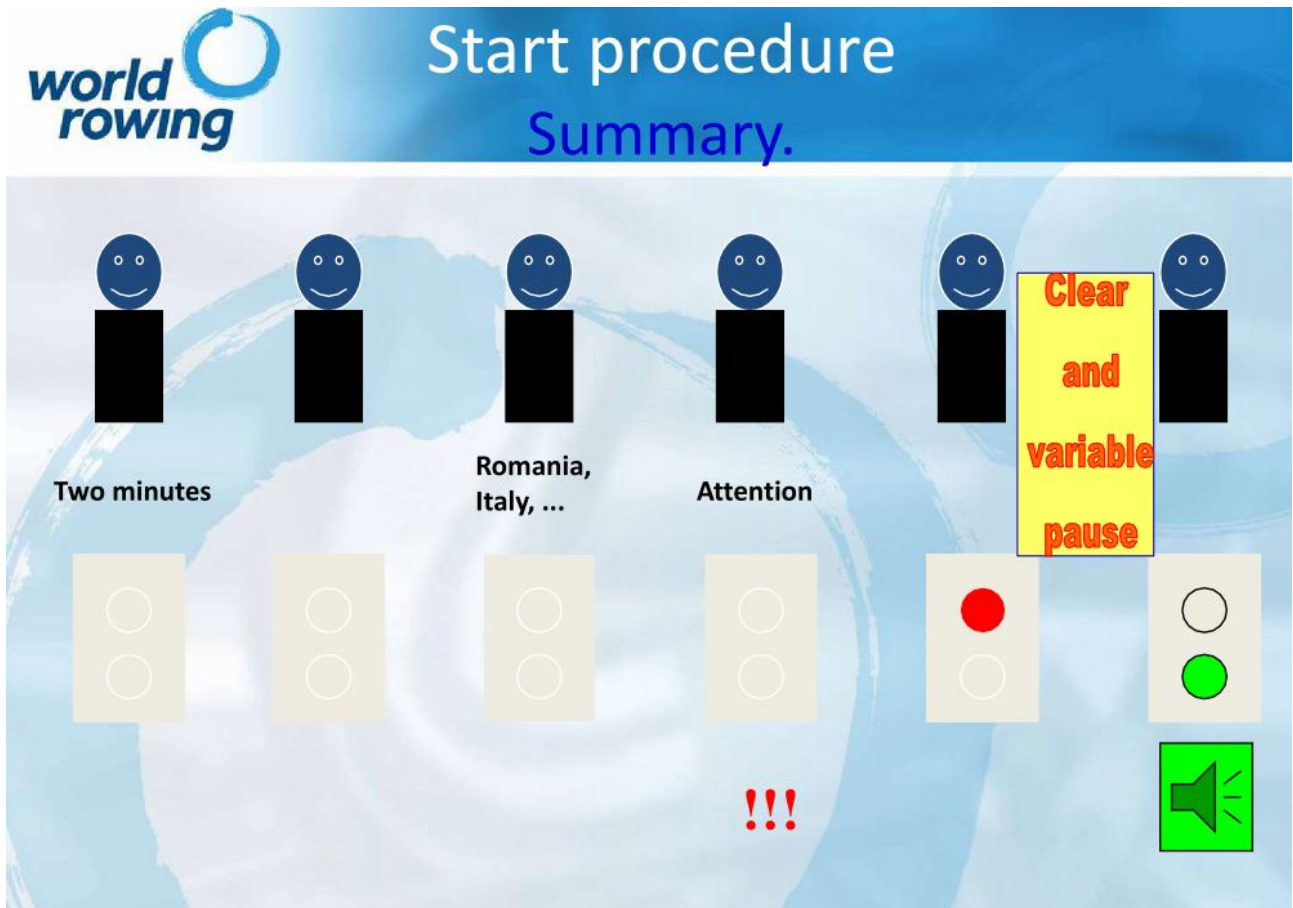 world
rowing
Start procedure
Summary.
Two minutes
Romania,
Italy, ...
Attention
Clear
and
variable
pause
!!!